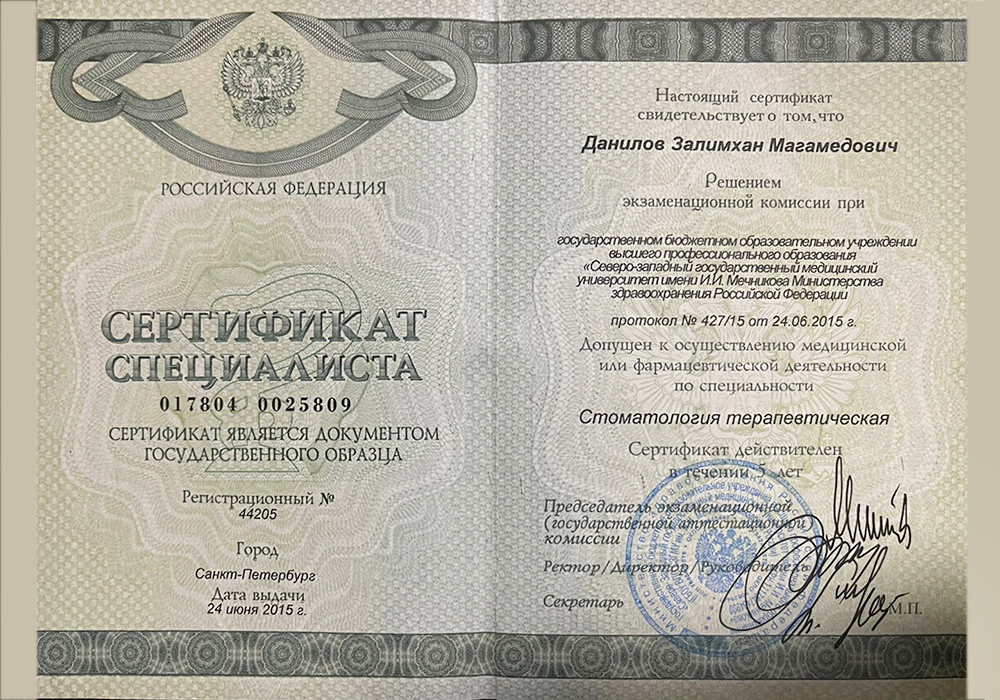 РОССИЙСКАЯ ФЕДЕРАЦИЯ
СЕРТИФИКАТ
СПЕЦИАЛИСТА
017804 0025809
СЕРТИФИКАТ ЯВЛЯЕТСЯ ДОКУМЕНТОМ
ГОСУДАРСТВЕННОГО ОБРАЗЦА
Регистрационный №
44205
Город
Санкт-Петербург
Дата выдачи
24 июня 2015 г.
Настоящий сертификат
свидетельствует о том,что
Данилов Залимхан Магамедович
Решением
экзаменационной комиссии при
государственном бюджетном образовательном учреждении
высшего профессионального образования
«Северо-западный государственный медицинский
университет имени И.И. Мечникова Министерства
здравоохранения Российской Федерации
протокол № 427/15 от 24.06.2015 г.
Допущен к осуществлению медицинской
или фармацевтической деятельности
по специальности
Стоматология терапевтическая
Сертификат действителен
в течении 5 лет
Председатель экзаменационной
(государственной аттестационной)
комиссии
Ректор/Директор/Руководитель
Секретарь
М.П.